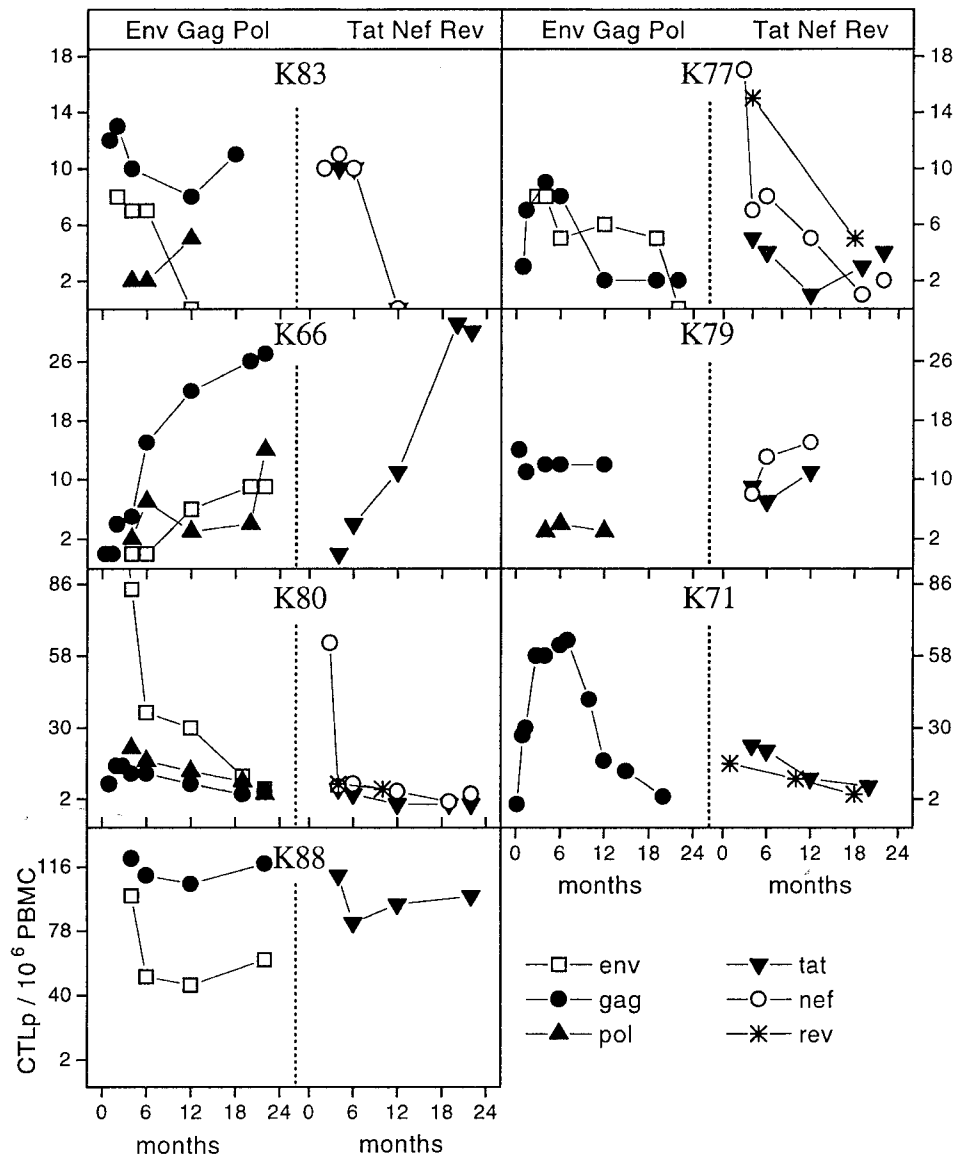 Env Gag Pol Tat Nef Rev Env Gag Pol Tat Nef Rev
K83 K77
18 18
14 14
10 10
6 6
2 2
K66 K79
26 26
18 18
10 10
2 2
K80 K71
86 86
58 58
30 30
2 2
0 6 12 18 24 0 6 12 18 24
months months
K88
116
78
40
2
CTLp / 10^6 PBMC
env tat
gag nef
pol rev
0 6 12 18 24 0 6 12 18 24
months months